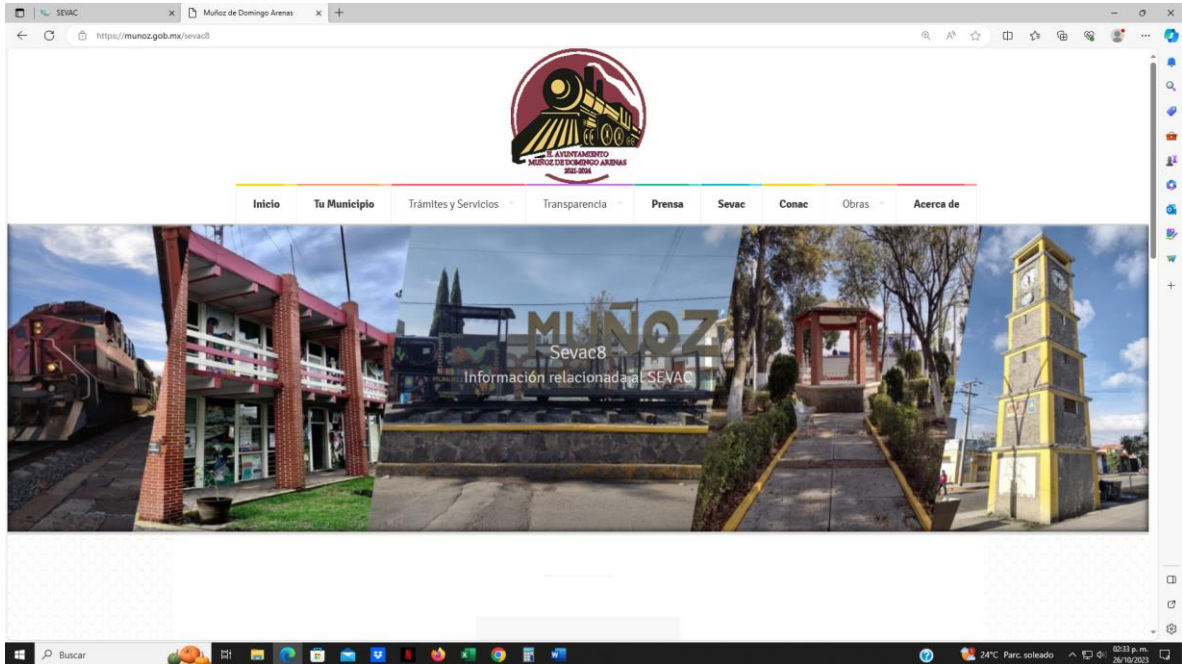 SEVAC
Muñoz de Domingo Arenas
https://munoz.gob.mx/sevac8
H. AYUNTAMIENTO
MUÑOZ DE DOMINGO ARENAS
2021-2024
Inicio Tu Municipio Trámites y Servicios Transparencia Prensa Sevac Conac Obras Acerca de
MUÑOZ
Sevac8
Información relacionada al SEVAC
Buscar
24°C Parc. soleado
02:33 p. m.
26/10/2023